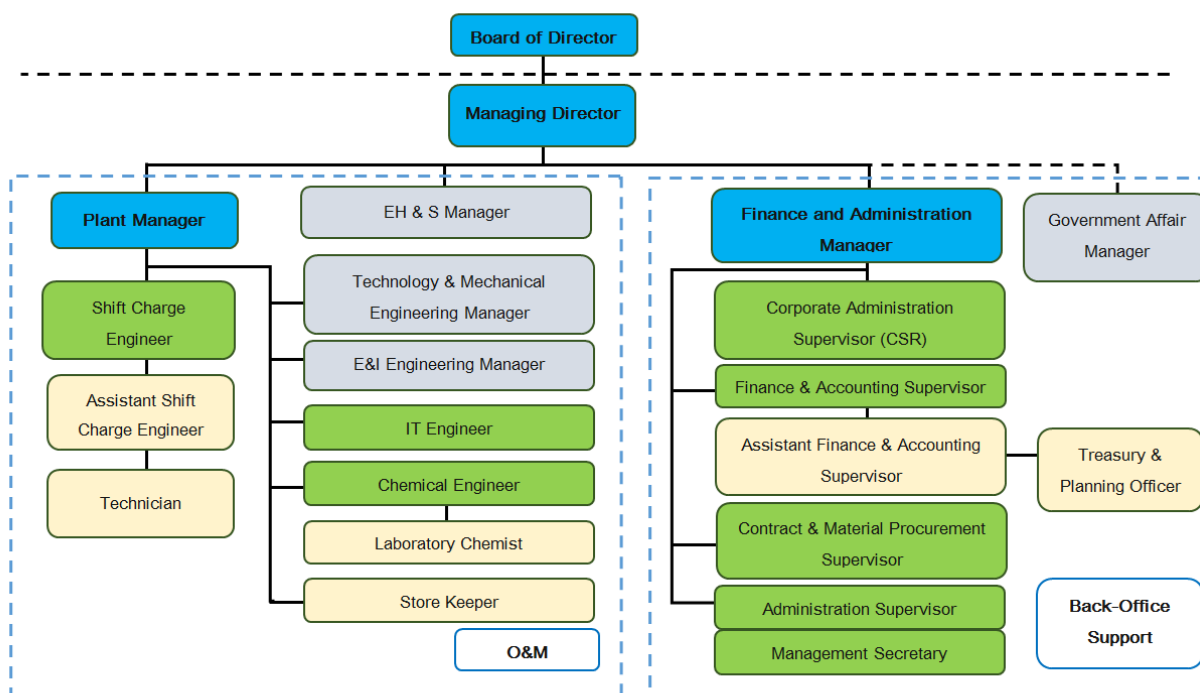 Board of Director
Managing Director
Plant Manager
EH & S Manager
Finance and Administration
Manager
Government Affair
Manager
Shift Charge
Engineer
Technology & Mechanical
Engineering Manager
Corporate Administration
Supervisor (CSR)
E&I Engineering Manager
Finance & Accounting Supervisor
Assistant Shift
Charge Engineer
IT Engineer
Assistant Finance & Accounting
Supervisor
Treasury &
Planning Officer
Technician
Chemical Engineer
Laboratory Chemist
Contract & Material Procurement
Supervisor
Store Keeper
Administration Supervisor
Back-Office
Support
O&M
Management Secretary